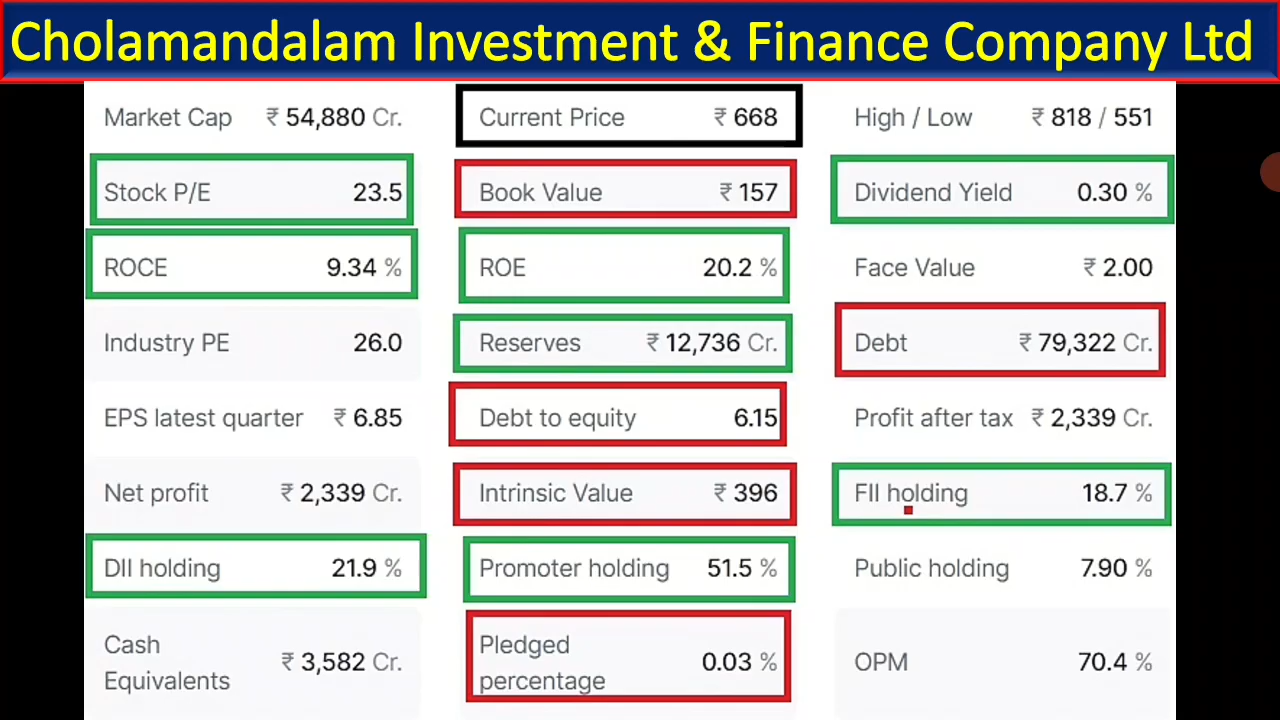 Cholamandalam Investment & Finance Company Ltd
Market Cap ₹ 54,880 Cr. Current Price ₹ 668 High / Low ₹ 818 / 551
Stock P/E 23.5 Book Value ₹ 157 Dividend Yield 0.30 %
ROCE 9.34 % ROE 20.2 % Face Value ₹ 2.00
Industry PE 26.0 Reserves ₹ 12,736 Cr. Debt ₹ 79,322 Cr.
EPS latest quarter ₹ 6.85 Debt to equity 6.15 Profit after tax ₹ 2,339 Cr.
Net profit ₹ 2,339 Cr. Intrinsic Value ₹ 396 FII holding 18.7 %
DII holding 21.9 % Promoter holding 51.5 % Public holding 7.90 %
Cash Equivalents ₹ 3,582 Cr. Pledged percentage 0.03 % OPM 70.4 %